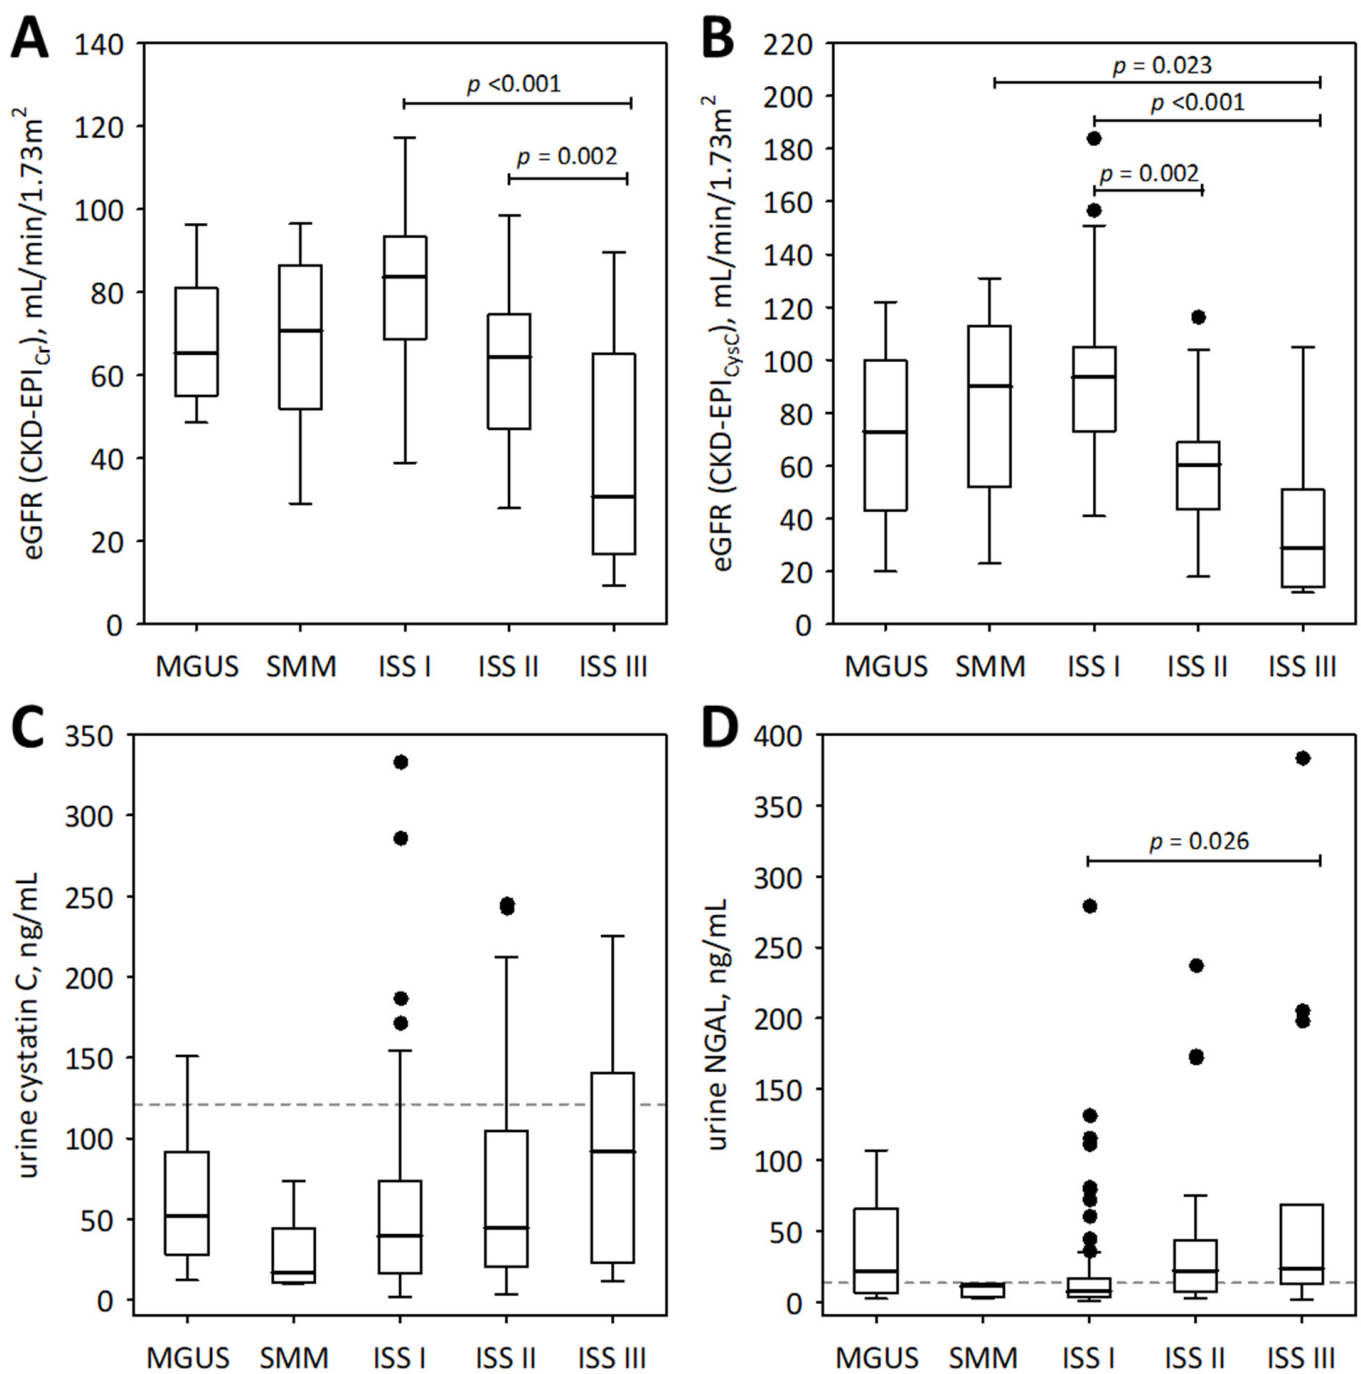 A
eGFR (CKD-EPICr), mL/min/1.73m2
140
120
100
80
60
40
20
0
p <0.001
p = 0.002
MGUS SMM ISS I ISS II ISS III
B
eGFR (CKD-EPICysC), mL/min/1.73m2
220
200
180
160
140
120
100
80
60
40
20
0
p = 0.023
p <0.001
p = 0.002
MGUS SMM ISS I ISS II ISS III
C
urine cystatin C, ng/mL
350
300
250
200
150
100
50
0
MGUS SMM ISS I ISS II ISS III
D
urine NGAL, ng/mL
400
350
300
250
200
150
100
50
0
p = 0.026
MGUS SMM ISS I ISS II ISS III